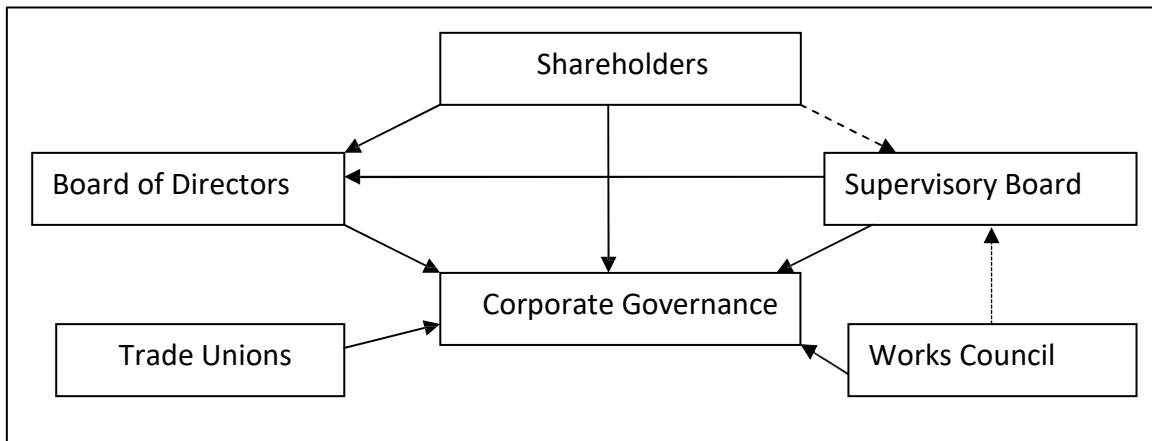 Shareholders
Board of Directors
Supervisory Board
Corporate Governance
Trade Unions
Works Council